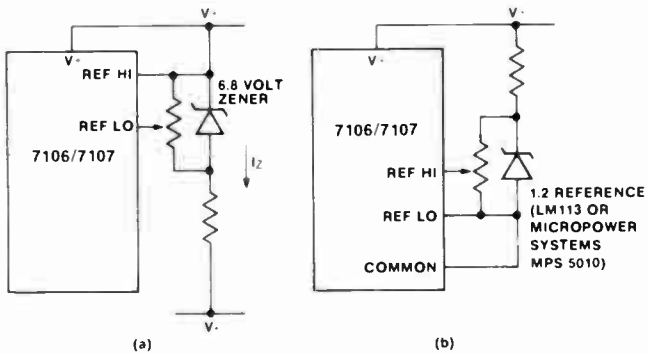 V+
V+
REF HI
6.8 VOLT
ZENER
REF LO
7106/7107
IZ
V-
(a)
V+
V+
7106/7107
REF HI
1.2 REFERENCE
(LM113 OR
MICROPOWER
SYSTEMS
MPS 5010)
REF LO
COMMON
(b)